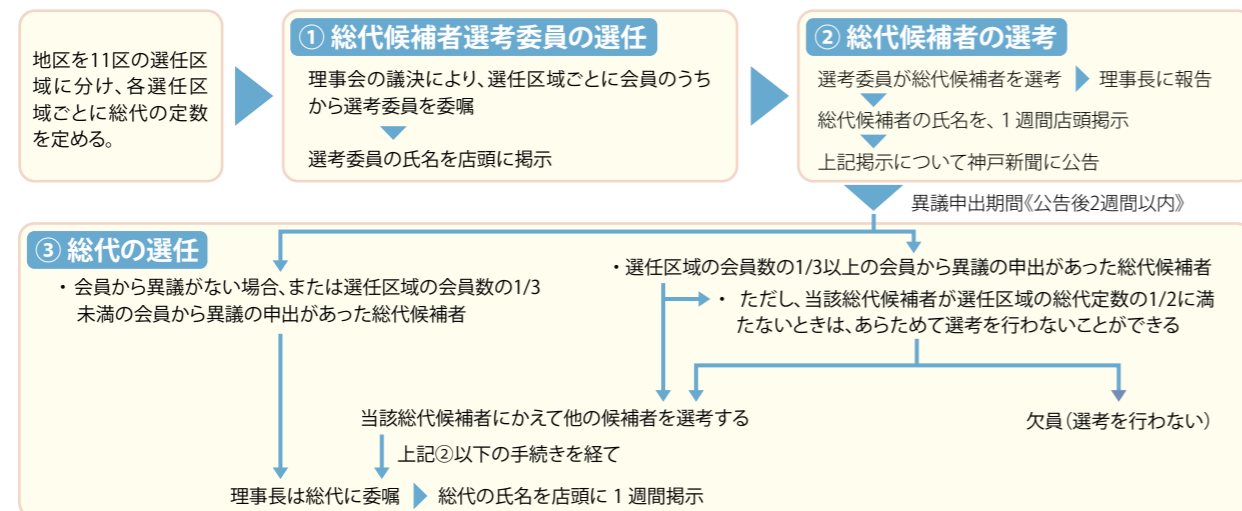 地区を11区の選任区
域に分け、各選任区
域ごとに総代の定数
を定める。
① 総代候補者選考委員の選任
理事会の議決により、選任区域ごとに会員のうち
から選考委員を委嘱
選考委員の氏名を店頭に掲示
② 総代候補者の選考
選考委員が総代候補者を選考 理事長に報告
総代候補者の氏名を、1週間店頭掲示
上記掲示について神戸新聞に公告
異議申出期間《公告後2週間以内》
③ 総代の選任
・会員から異議がない場合、または選任区域の会員数の1/3
未満の会員から異議の申出があった総代候補者
・選任区域の会員数の1/3以上の会員から異議の申出があった総代候補者
・ ただし、当該総代候補者が選任区域の総代定数の1/2に満
たないときは、あらためて選考を行わないことができる
当該総代候補者にかえて他の候補者を選考する
欠員(選考を行わない)
上記②以下の手続きを経て
理事長は総代に委嘱 総代の氏名を店頭に1週間掲示